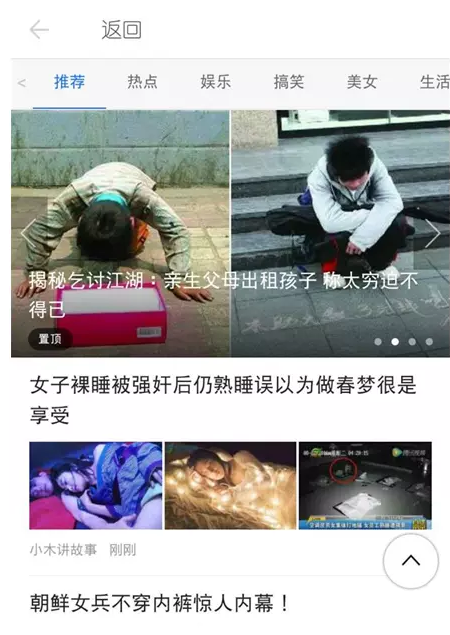 返回
< 推荐 热点 娱乐 搞笑 美女 生活
揭秘乞讨江湖：亲生父母出租孩子 称太穷迫不
得已
置顶
女子裸睡被强奸后仍熟睡误以为做春梦很是
享受
小木讲故事 刚刚
朝鲜女兵不穿内裤惊人内幕！